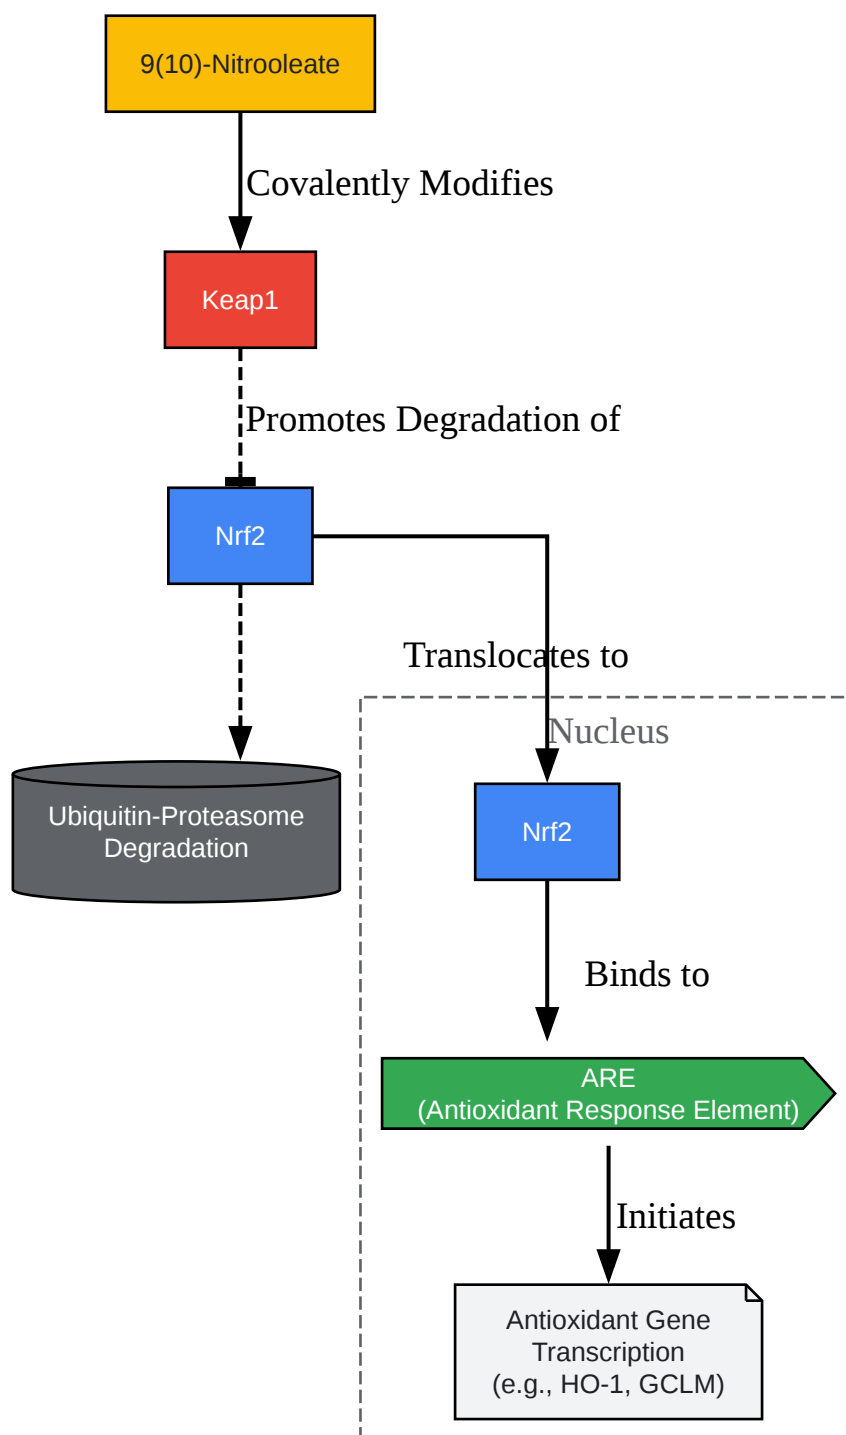 9(10)-Nitrooleate
Covalently Modifies
Keap1
Promotes Degradation of
Nrf2
Translocates to
Nucleus
Ubiquitin-Proteasome
Degradation
Nrf2
Binds to
ARE
(Antioxidant Response Element)
Initiates
Antioxidant Gene
Transcription
(e.g., HO-1, GCLM)